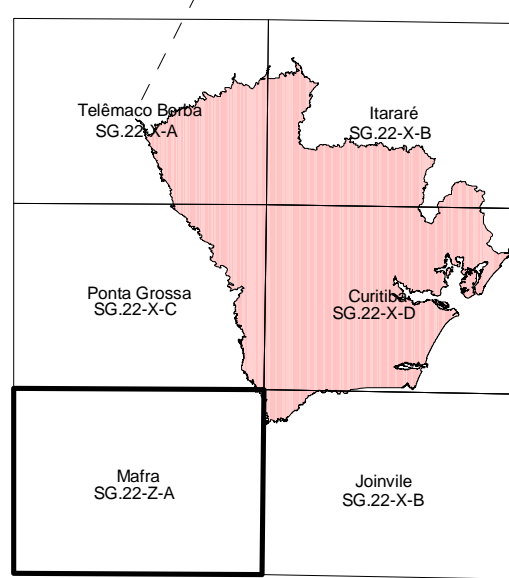 Telêmaco Borba
SG.22-X-A
Itararé
SG.22-X-B
Ponta Grossa
SG.22-X-C
Curitiba
SG.22-X-D
Mafra
SG.22-Z-A
Joinvile
SG.22-X-B